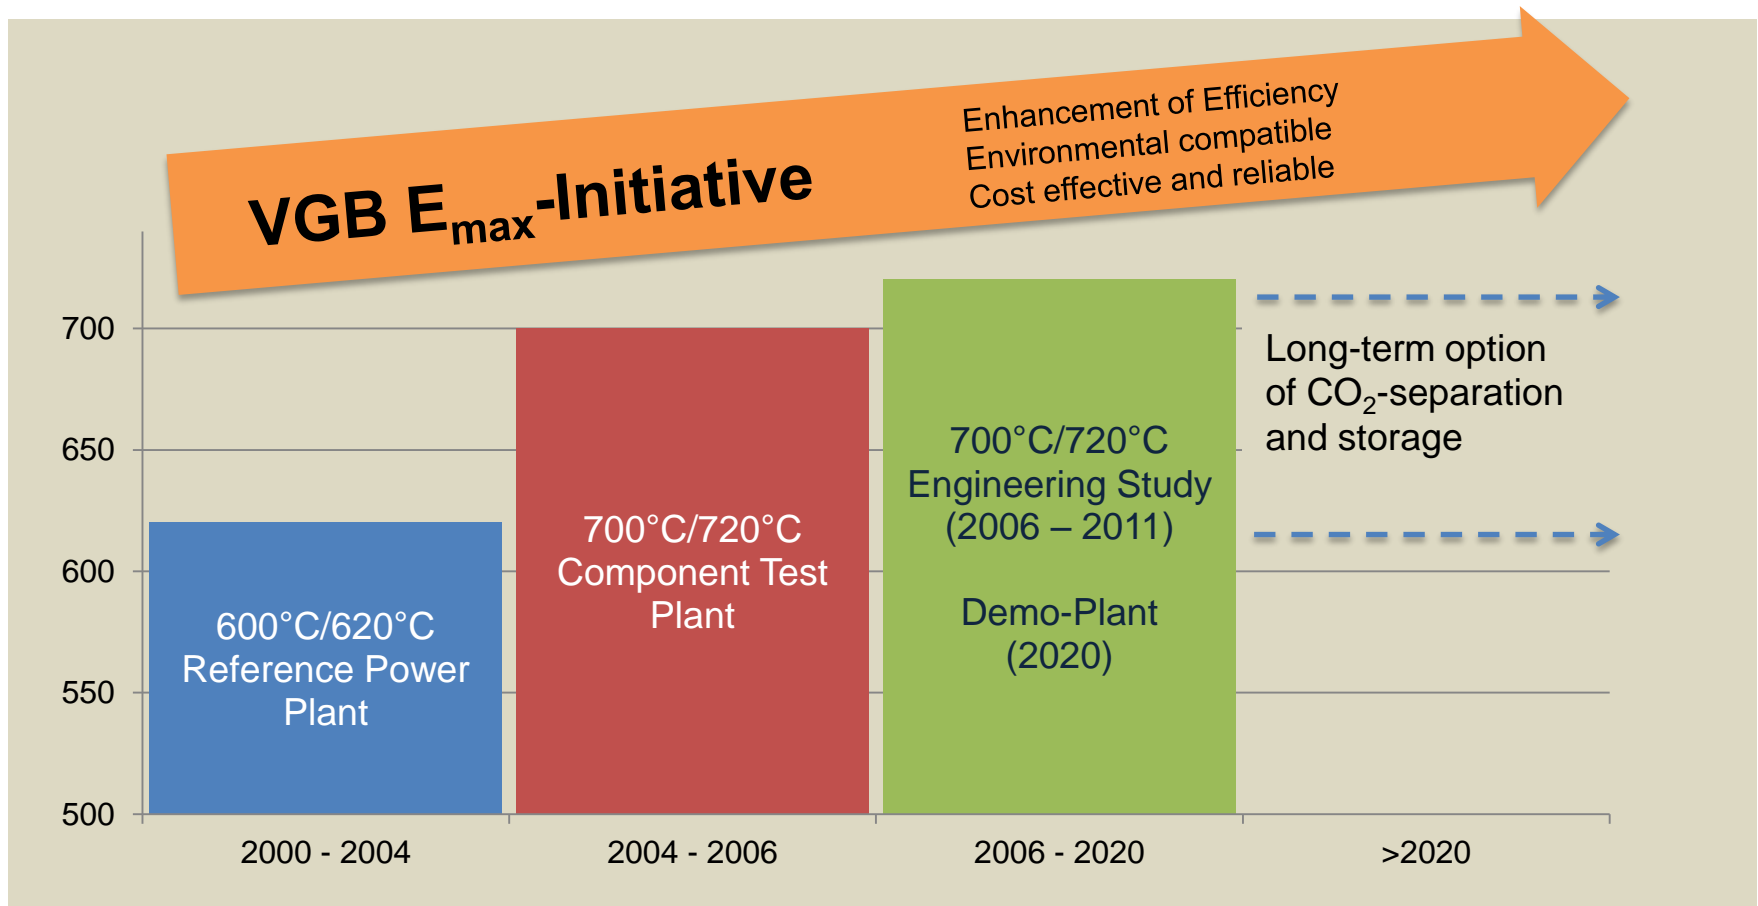 VGB Emax-Initiative
Enhancement of Efficiency
Environmental compatible
Cost effective and reliable
700
650
600
550
500
600°C/620°C
Reference Power
Plant
700°C/720°C
Component Test
Plant
700°C/720°C
Engineering Study
(2006 – 2011)
Demo-Plant
(2020)
Long-term option
of CO2-separation
and storage
2000 - 2004
2004 - 2006
2006 - 2020
>2020